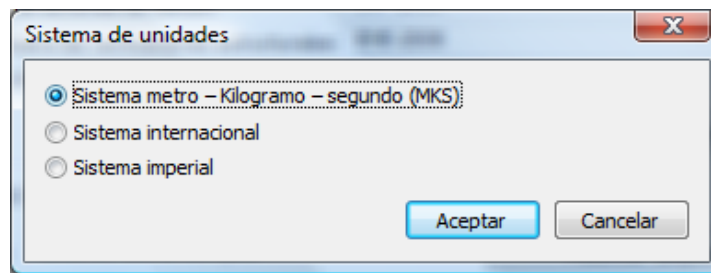 Sistema de unidades
Sistema metro – Kilogramo – segundo (MKS)
Sistema internacional
Sistema imperial
Aceptar Cancelar